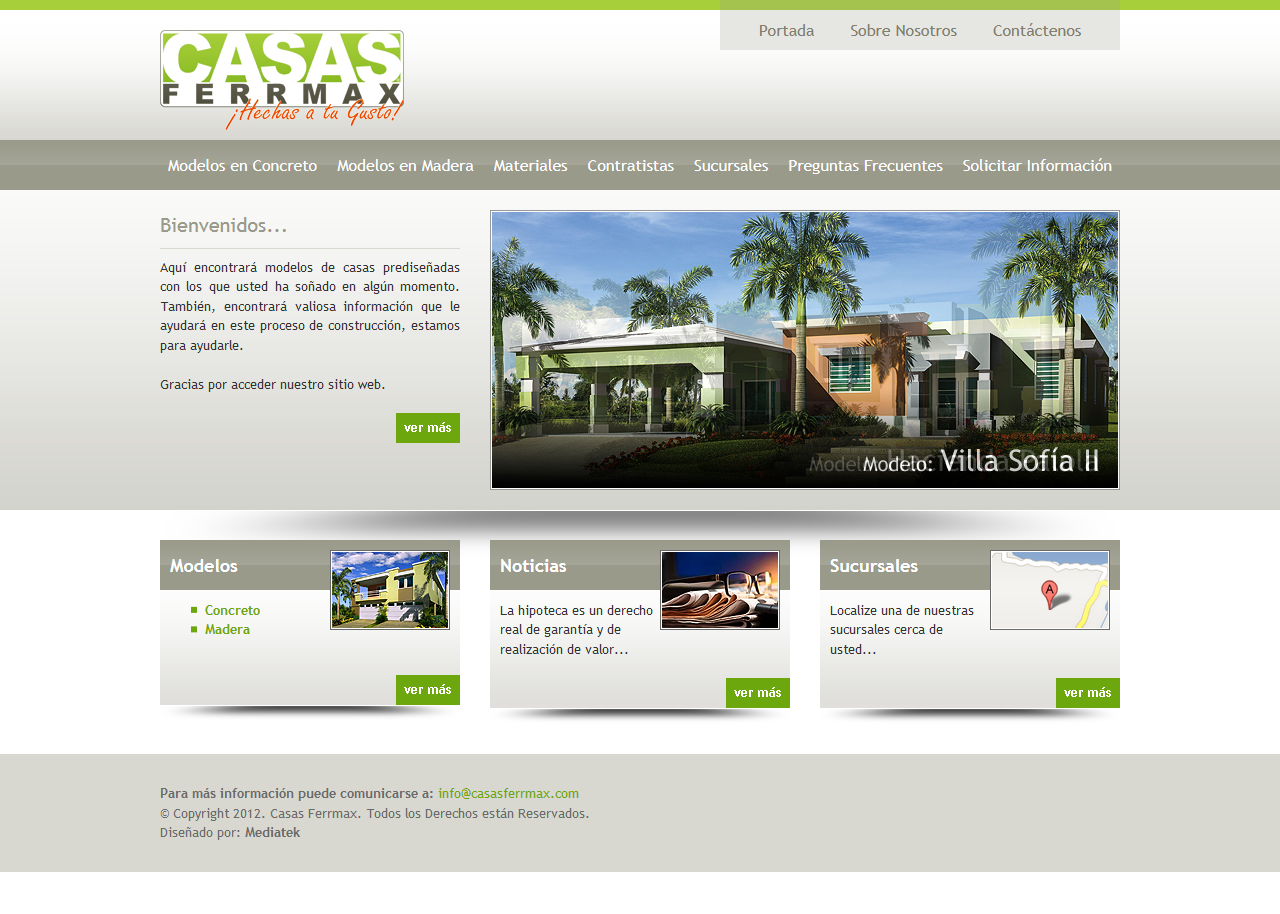 Portada Sobre Nosotros Contáctenos
CASAS
FERRMAX
¡Hechas a tu Gusto!
Modelos en Concreto Modelos en Madera Materiales Contratistas Sucursales Preguntas Frecuentes Solicitar Información
Bienvenidos...
Aquí encontrará modelos de casas prediseñadas
con los que usted ha soñado en algún momento.
También, encontrará valiosa información que le
ayudará en este proceso de construcción, estamos
para ayudarle.
Gracias por acceder nuestro sitio web.
ver más
Modelo: Villa Sofía II
Modelos
Concreto
Madera
ver más
Noticias
La hipoteca es un derecho
real de garantía y de
realización de valor...
ver más
Sucursales
A
Localize una de nuestras
sucursales cerca de
usted...
ver más
Para más información puede comunicarse a: info@casasferrmax.com
© Copyright 2012. Casas Ferrmax. Todos los Derechos están Reservados.
Diseñado por: Mediatek